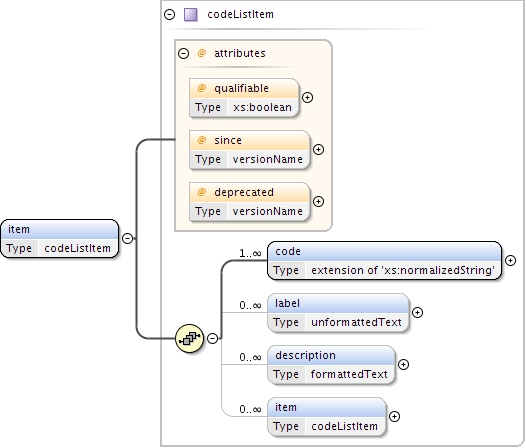 codeListItem
@ attributes
@ qualifiable
Type xs:boolean
@ since
Type versionName
@ deprecated
Type versionName
item
Type codeListItem
1..∞
code
Type extension of 'xs:normalizedString'
0..∞
label
Type unformattedText
0..∞
description
Type formattedText
0..∞
item
Type codeListItem